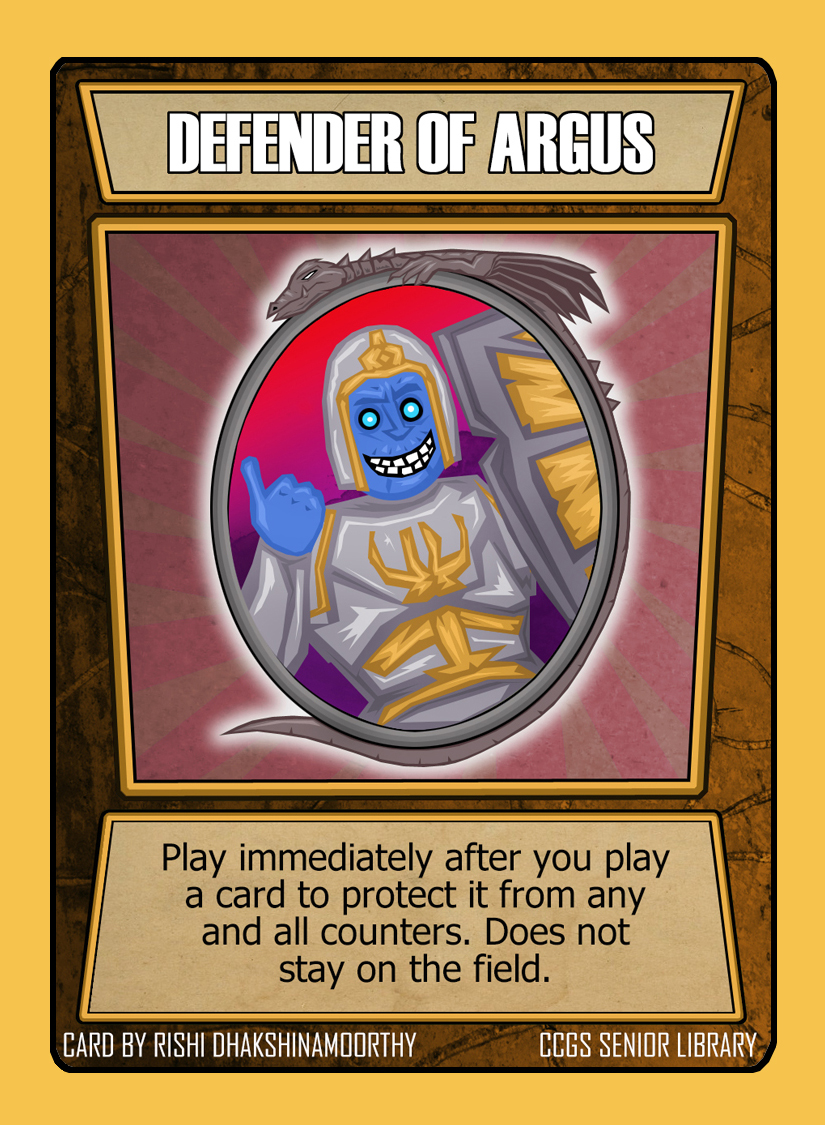 DEFENDER OF ARGUS
Play immediately after you play
a card to protect it from any
and all counters. Does not
stay on the field.
CARD BY RISHI DHAKSHINAMOORTHY
CCGS SENIOR LIBRARY